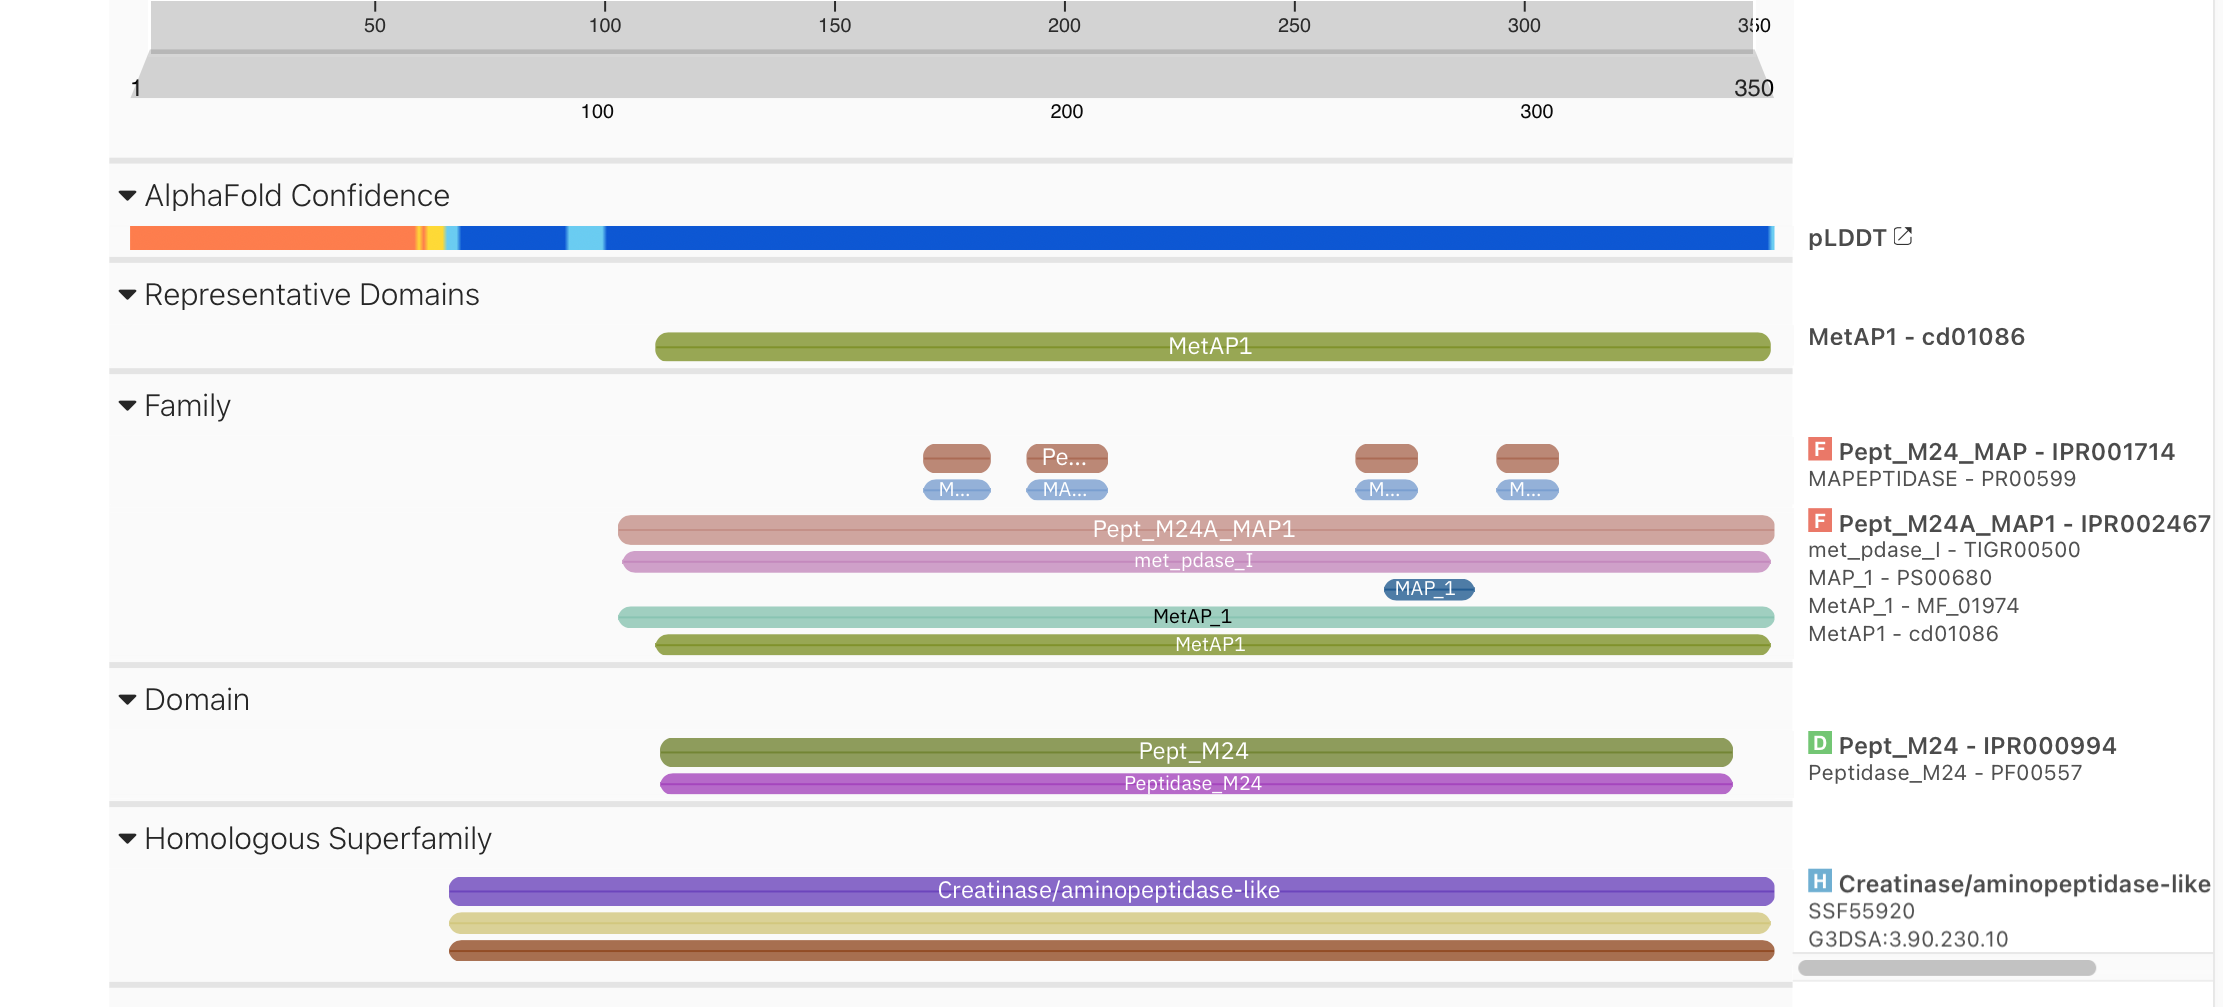 50 100 150 200 250 300 350
1 350
100 200 300
AlphaFold Confidence
pLDDT
Representative Domains
MetAP1 MetAP1 - cd01086
Family
Pe... F Pept_M24_MAP - IPR001714
M... MA... M... M... MAPEPTIDASE - PR00599
Pept_M24A_MAP1 F Pept_M24A_MAP1 - IPR002467
met_pdase_I met_pdase_I - TIGR00500
MAP_1 MAP_1 - PS00680
MetAP_1 MetAP_1 - MF_01974
MetAP1 MetAP1 - cd01086
Domain
Pept_M24 D Pept_M24 - IPR000994
Peptidase_M24 Peptidase_M24 - PF00557
Homologous Superfamily
Creatinase/aminopeptidase-like H Creatinase/aminopeptidase-like
SSF55920
G3DSA:3.90.230.10